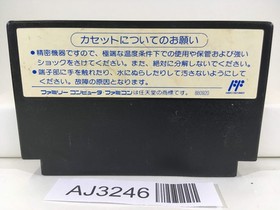 カセットについてのお願い
●精密機器ですので、極端な温度条件下での使用や保管および強い
ショックをさけてください。また、絶対に分解しないでください。
●端子部に手を触れたり、水にぬらしたりして汚さないようにして
ください。故障の原因となります。
ファミリー コンピュータ ファミコンは任天堂の商標です。
AJ3246